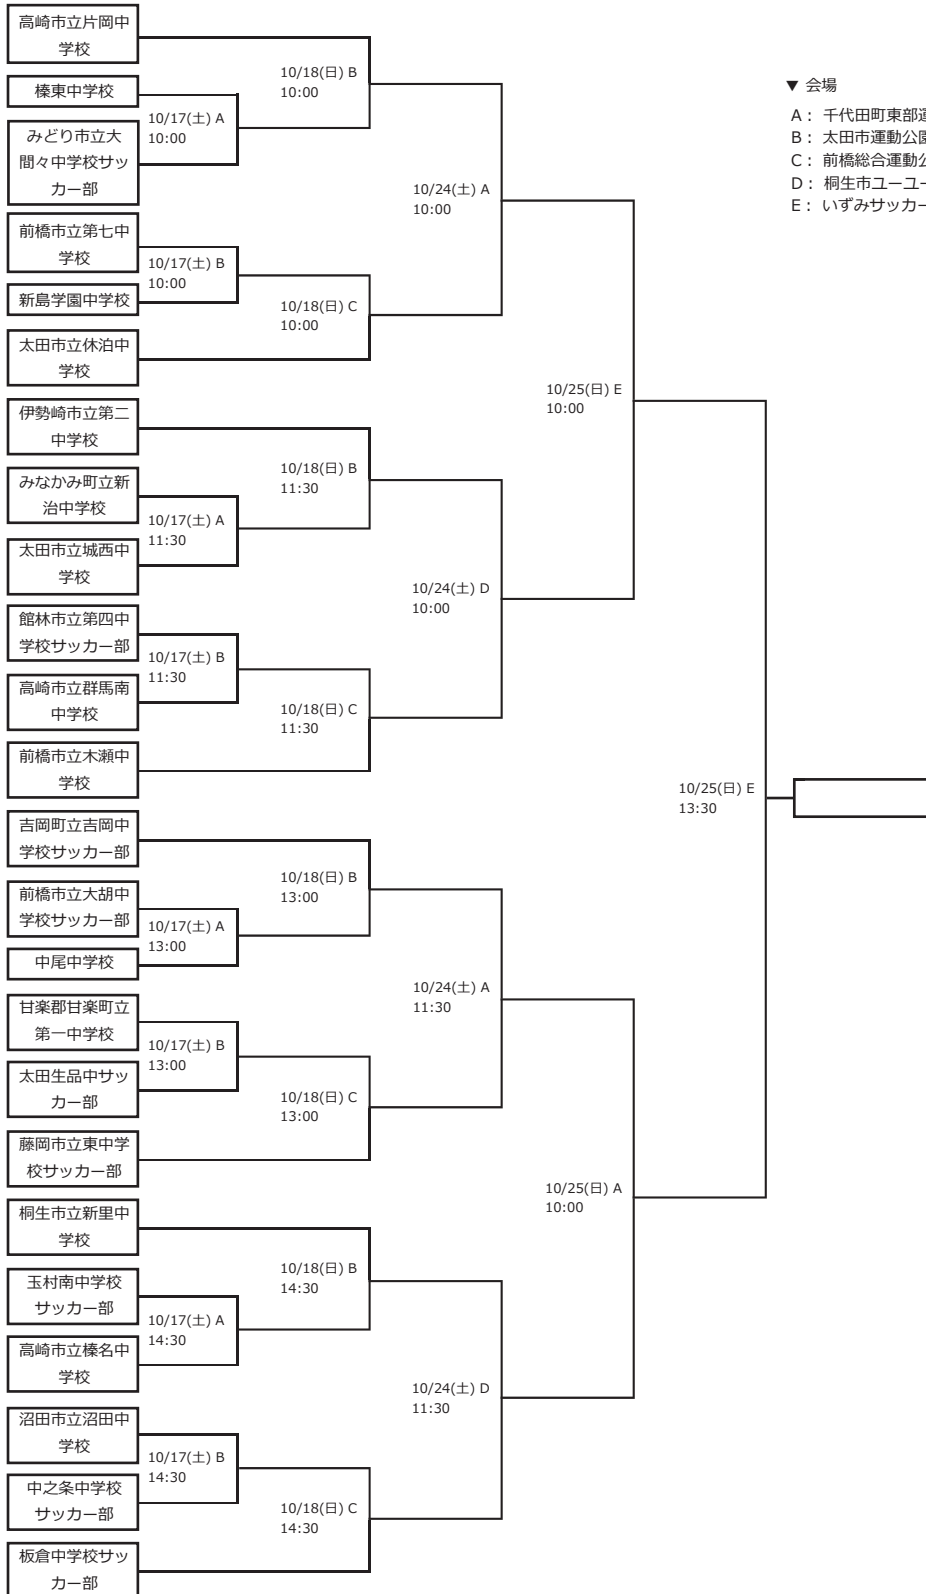 高崎市立片岡中
学校
榛東中学校
みどり市立大
間々中学校サッ
カー部
前橋市立第七中
学校
新島学園中学校
太田市立休泊中
学校
伊勢崎市立第二
中学校
みなかみ町立新
治中学校
太田市立城西中
学校
館林市立第四中
学校サッカー部
高崎市立群馬南
中学校
前橋市立木瀬中
学校
吉岡町立吉岡中
学校サッカー部
前橋市立大胡中
学校サッカー部
中尾中学校
甘楽郡甘楽町立
第一中学校
太田生品中サッ
カー部
藤岡市立東中学
校サッカー部
桐生市立新里中
学校
玉村南中学校
サッカー部
高崎市立榛名中
学校
沼田市立沼田中
学校
中之条中学校
サッカー部
板倉中学校サッ
カー部
10/17(土) A
10:00
10/17(土) B
10:00
10/17(土) A
11:30
10/17(土) B
11:30
10/17(土) A
13:00
10/17(土) B
13:00
10/17(土) A
14:30
10/17(土) B
14:30
10/18(日) B
10:00
10/18(日) C
10:00
10/18(日) B
11:30
10/18(日) C
11:30
10/18(日) B
13:00
10/18(日) C
13:00
10/18(日) B
14:30
10/18(日) C
14:30
10/24(土) A
10:00
10/24(土) D
10:00
10/24(土) A
11:30
10/24(土) D
11:30
10/25(日) E
10:00
10/25(日) A
10:00
10/25(日) E
13:30
▼ 会場
A： 千代田町東部運
B： 太田市運動公園
C： 前橋総合運動公
D： 桐生市ユーユー
E： いずみサッカー